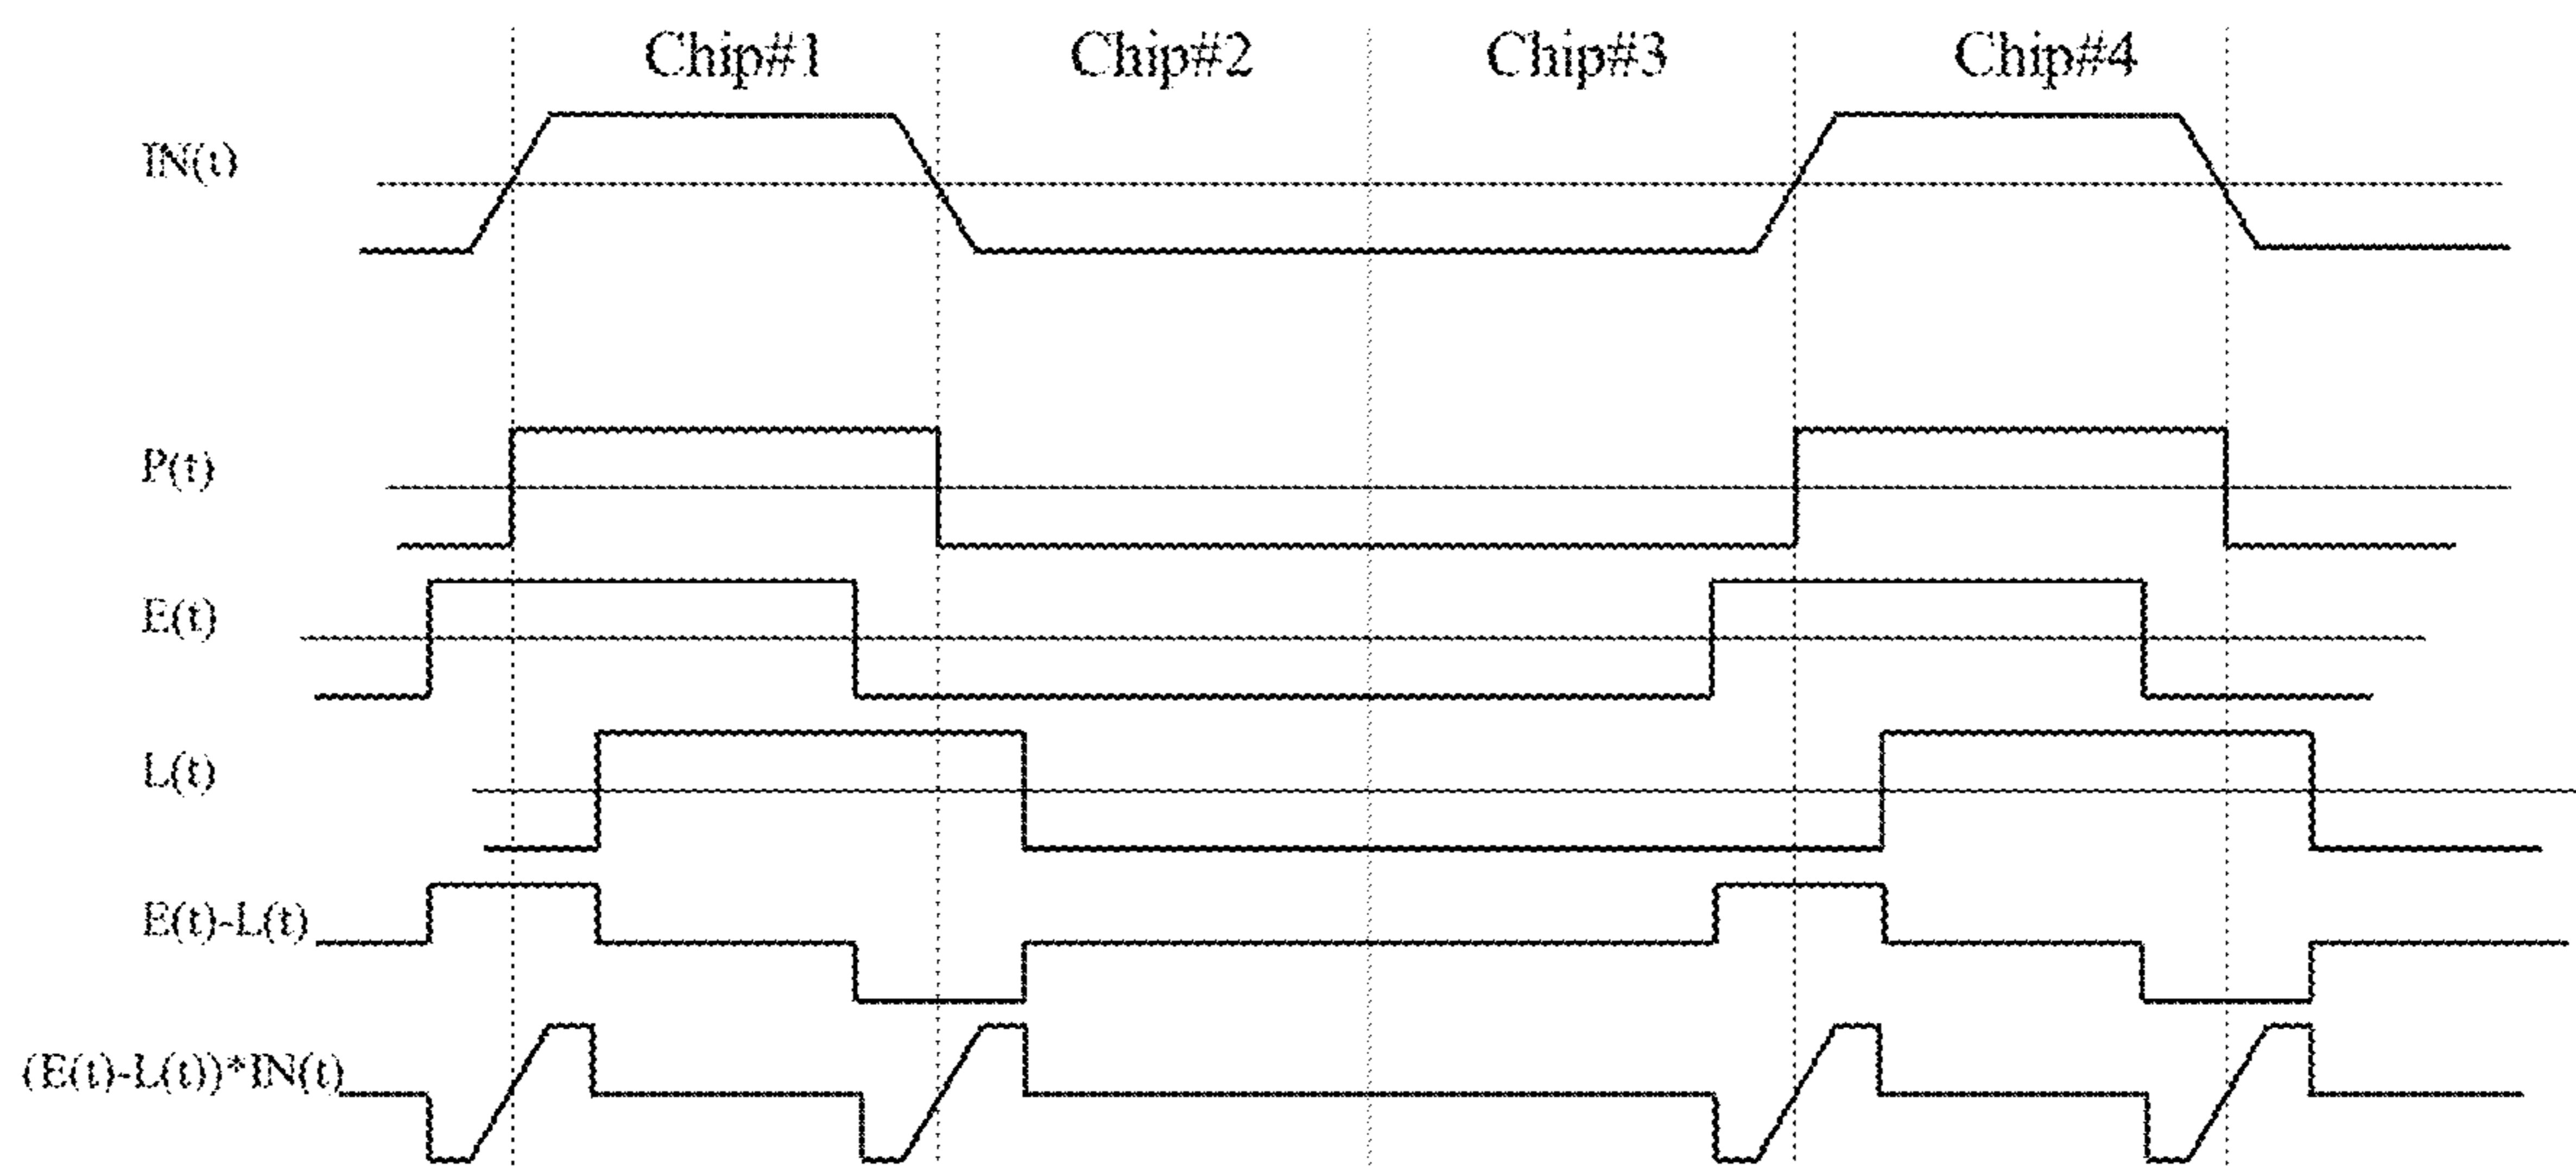 Chip#1 Chip#2 Chip#3 Chip#4
IN(t)
P(t)
E(t)
L(t)
E(t)-L(t)
(E(t)-L(t))*IN(t)